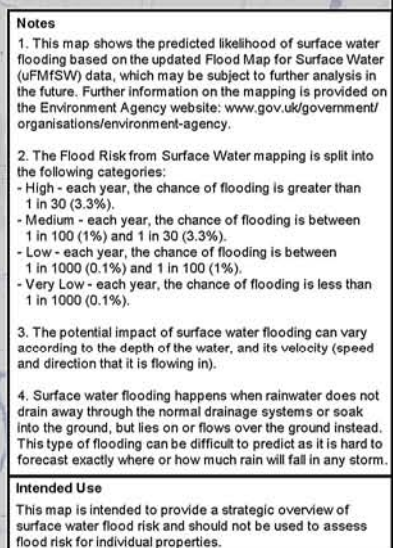 Notes
1. This map shows the predicted likelihood of surface water
flooding based on the updated Flood Map for Surface Water
(uFMfSW) data, which may be subject to further analysis in
the future. Further information on the mapping is provided on
the Environment Agency website: www.gov.uk/government/
organisations/environment-agency.
2. The Flood Risk from Surface Water mapping is split into
the following categories:
- High - each year, the chance of flooding is greater than
1 in 30 (3.3%).
- Medium - each year, the chance of flooding is between
1 in 100 (1%) and 1 in 30 (3.3%).
- Low - each year, the chance of flooding is between
1 in 1000 (0.1%) and 1 in 100 (1%).
- Very Low - each year, the chance of flooding is less than
1 in 1000 (0.1%).
3. The potential impact of surface water flooding can vary
according to the depth of the water, and its velocity (speed
and direction that it is flowing in).
4. Surface water flooding happens when rainwater does not
drain away through the normal drainage systems or soak
into the ground, but lies on or flows over the ground instead.
This type of flooding can be difficult to predict as it is hard to
forecast exactly where or how much rain will fall in any storm.
Intended Use
This map is intended to provide a strategic overview of
surface water flood risk and should not be used to assess
flood risk for individual properties.